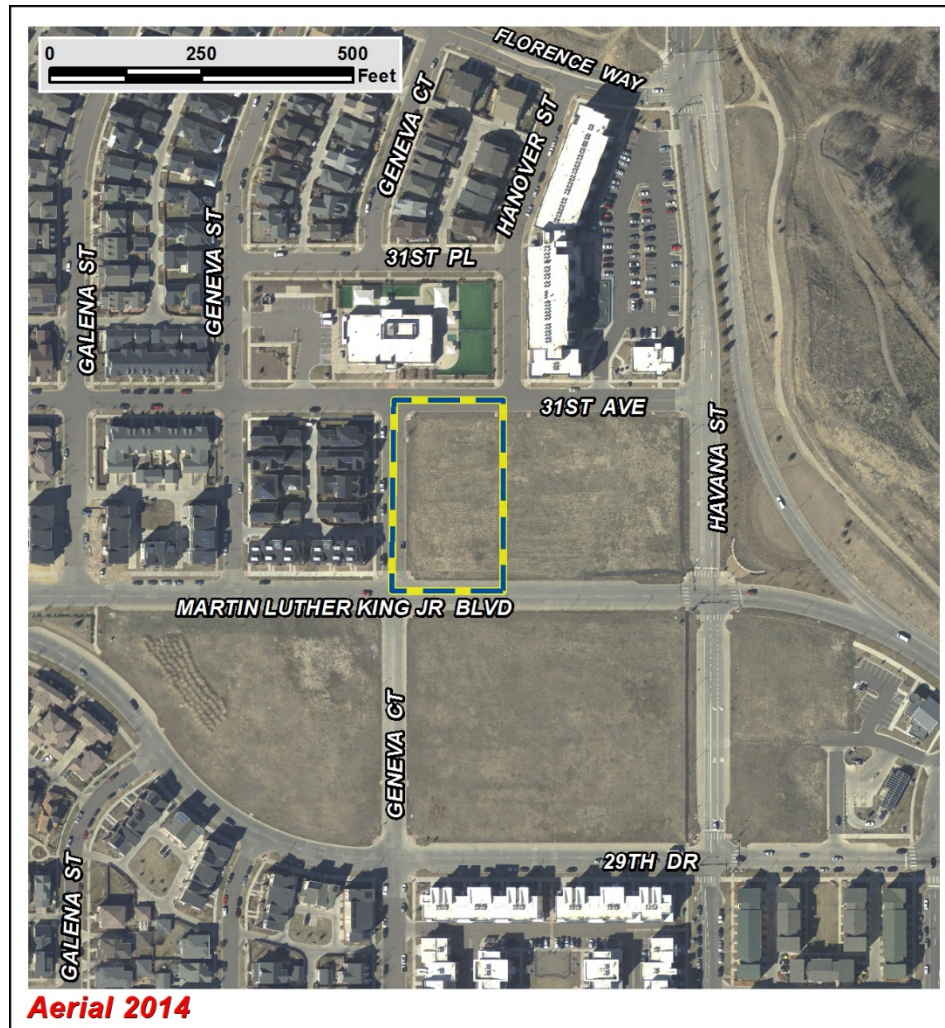 0 250 500
Feet
FLORENCE WAY
GENEVA CT
HANOVER ST
31ST PL
GENEVA ST
GALENA ST
31ST AVE
HAVANA ST
MARTIN LUTHER KING JR BLVD
GENEVA CT
29TH DR
GALENA ST
Aerial 2014